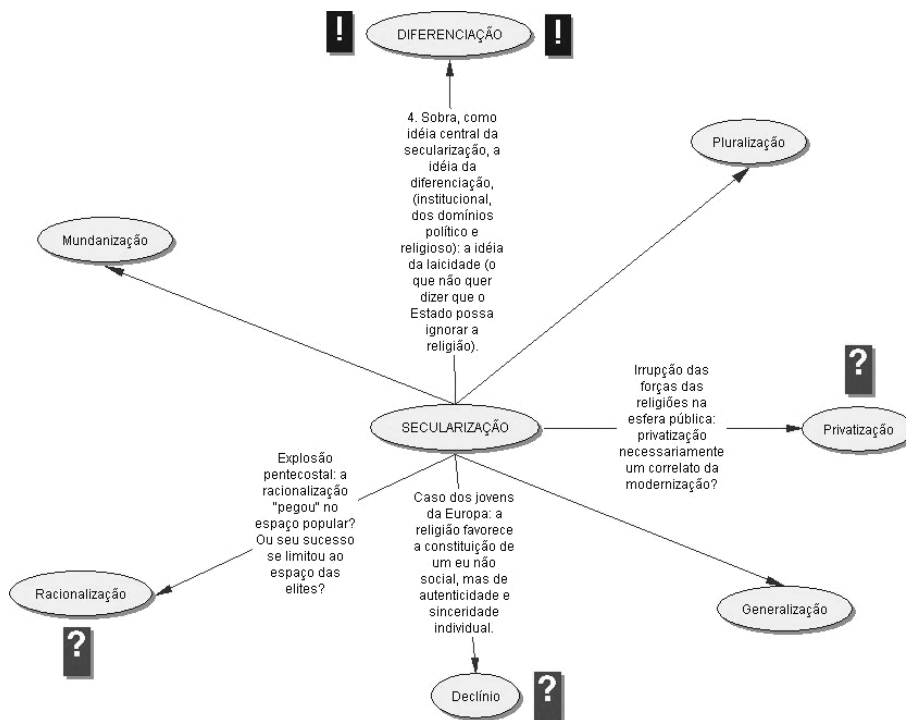 !
DIFERENCIAÇÃO
!
4. Sobra, como
idéia central da
secularização, a
idéia da
diferenciação,
(institucional,
dos domínios
político e
religioso): a idéia
da laicidade (o
que não quer
dizer que o
Estado possa
ignorar a
religião).
Pluralização
Mundanização
SECULARIZAÇÃO
Irrupção das
forças das
religiões na
esfera pública:
privatização
necessariamente
um correlato da
modernização?
?
Privatização
Explosão
pentecostal: a
racionalização
"pegou" no
espaço popular?
Ou seu sucesso
se limitou ao
espaço das
elites?
Racionalização
?
Caso dos jovens
da Europa: a
religião favorece
a constituição de
um eu não
social, mas de
autenticidade e
sinceridade
individual.
Generalização
Declínio
?